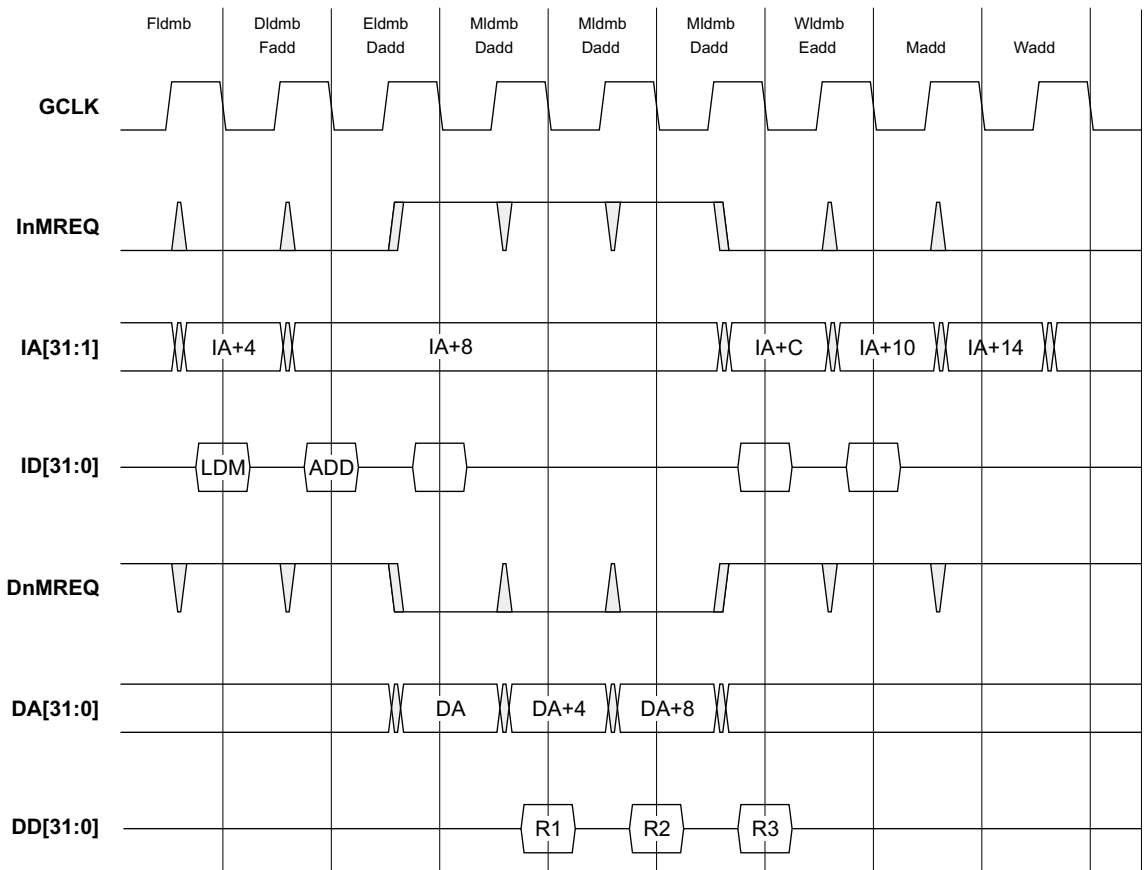 Fldmb Dldmb Eldmb Mldmb Mldmb Mldmb Wldmb
Fadd Dadd Dadd Dadd Dadd Eadd Madd Wadd
GCLK
InMREQ
IA[31:1] IA+4 IA+8 IA+C IA+10 IA+14
ID[31:0] LDM ADD
DnMREQ
DA[31:0] DA DA+4 DA+8
DD[31:0] R1 R2 R3